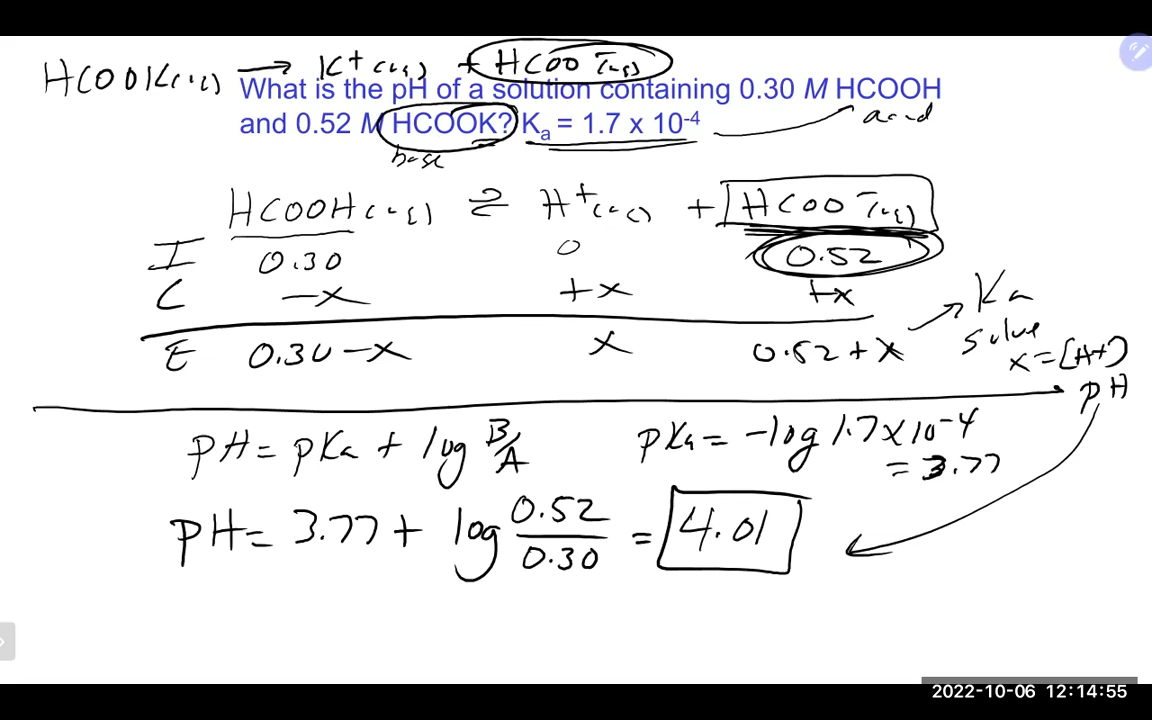 HCOOK(aq) → K+ (aq) + HCOO-(aq)
What is the pH of a solution containing 0.30 M HCOOH
and 0.52 M HCOOK? Ka = 1.7 x 10-4
acid
base
HCOOH(aq) ⇌ H+(aq) + HCOO-(aq)
I 0.30 0 0.52
C -x +x +x
E 0.30-x x 0.52+x
Ka
solve
x=[H+]
pH
pH = pKa + log B/A
pKa = -log 1.7x10-4
= 3.77
pH = 3.77 + log 0.52/0.30 = 4.01
2022-10-06 12:14:55